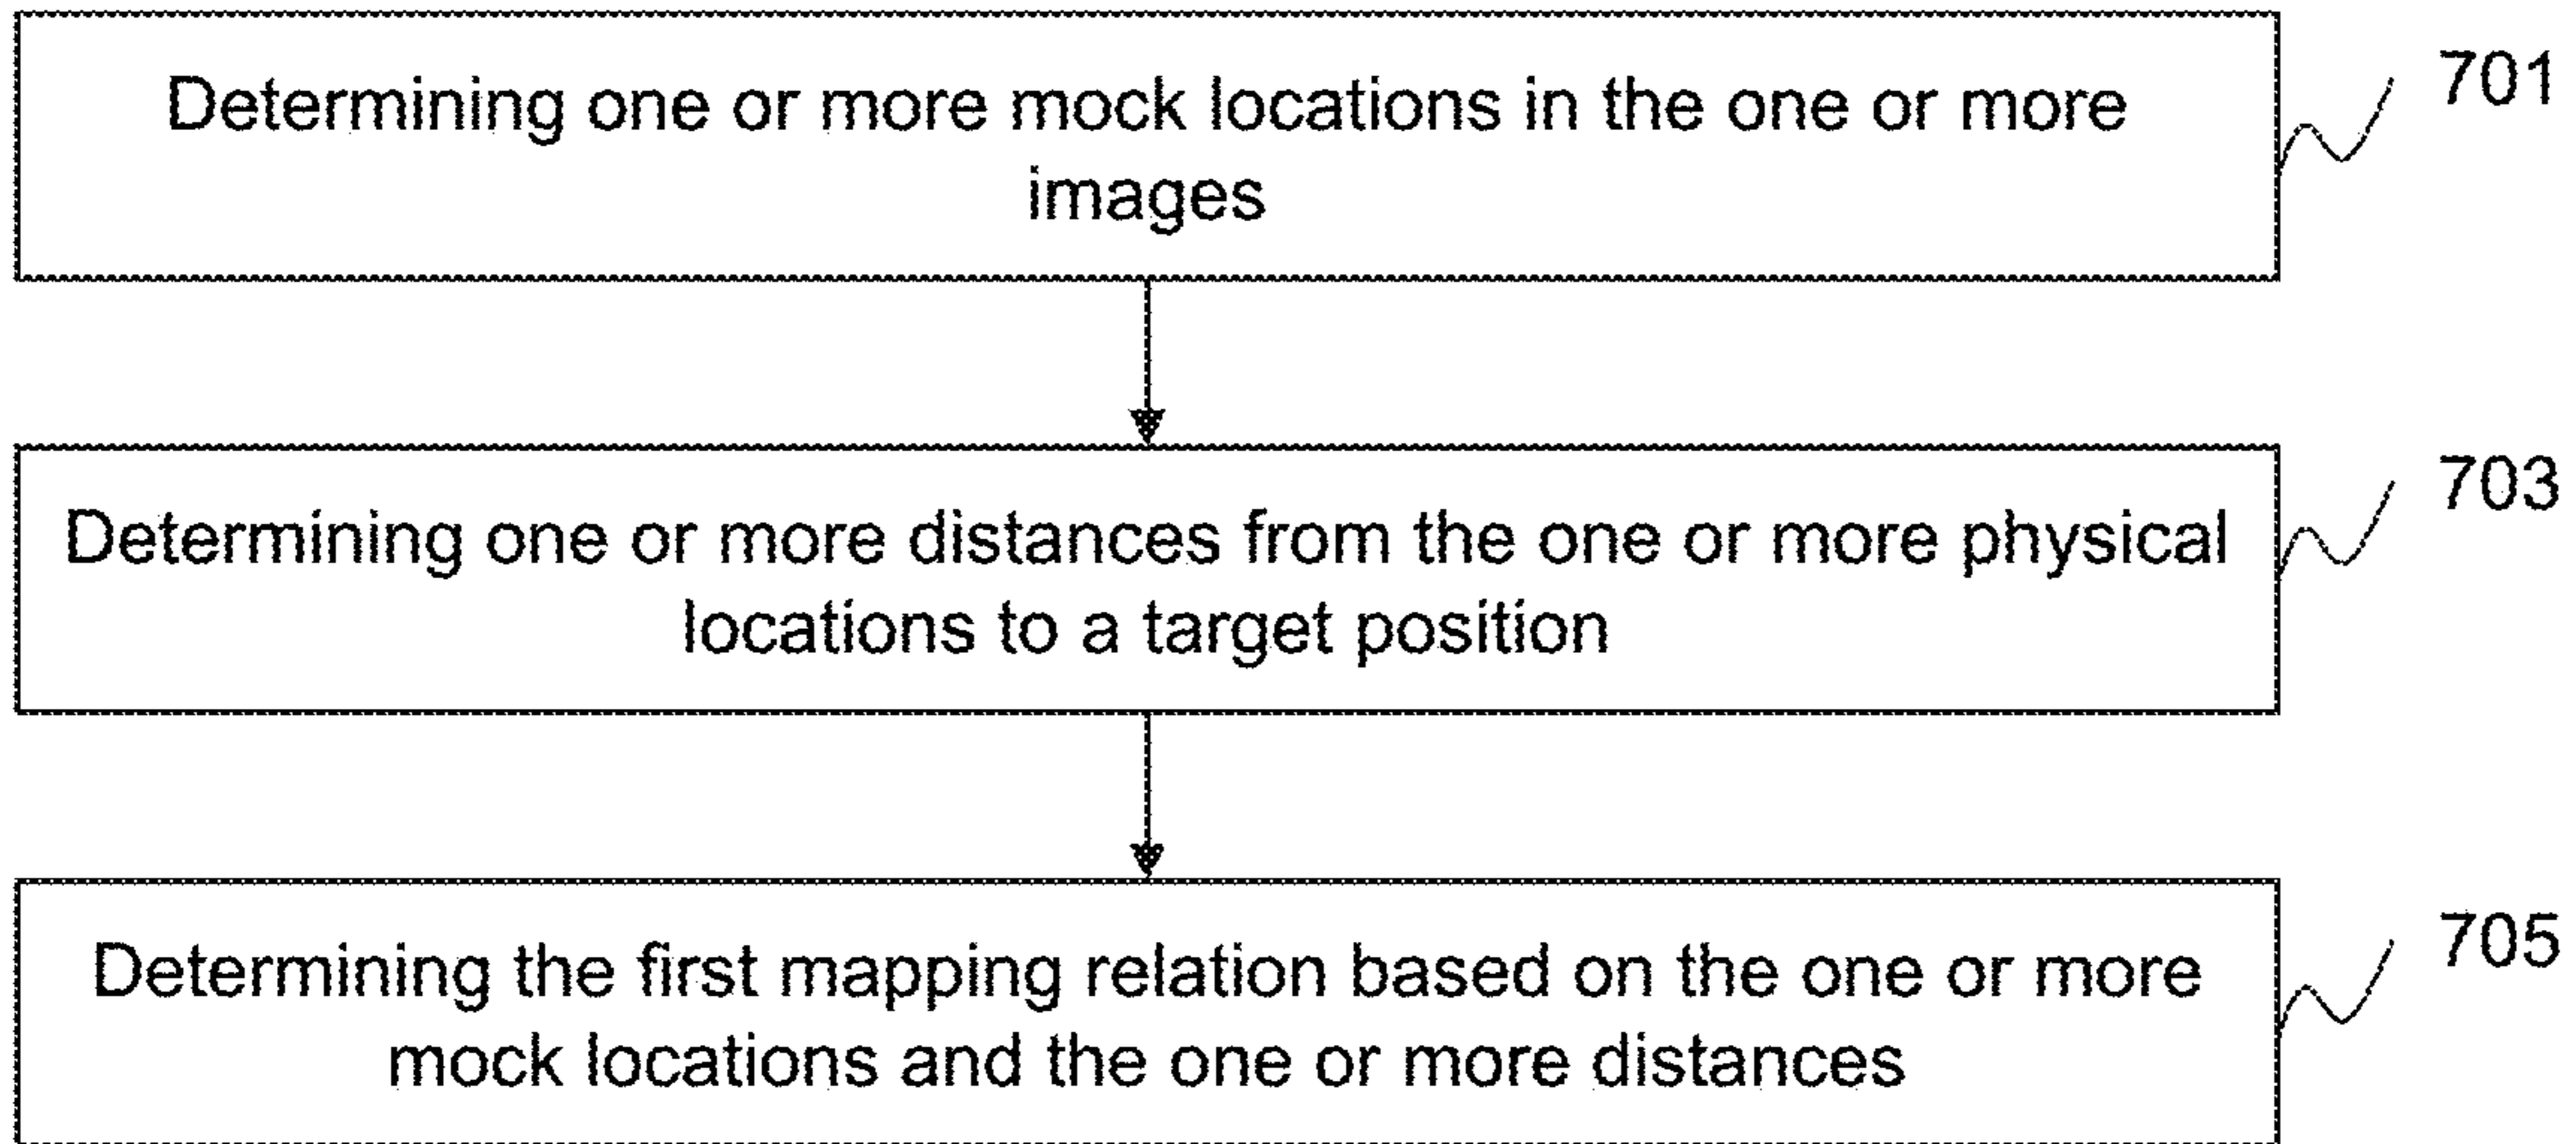 Determining one or more mock locations in the one or more
images
701
Determining one or more distances from the one or more physical
locations to a target position
703
Determining the first mapping relation based on the one or more
mock locations and the one or more distances
705